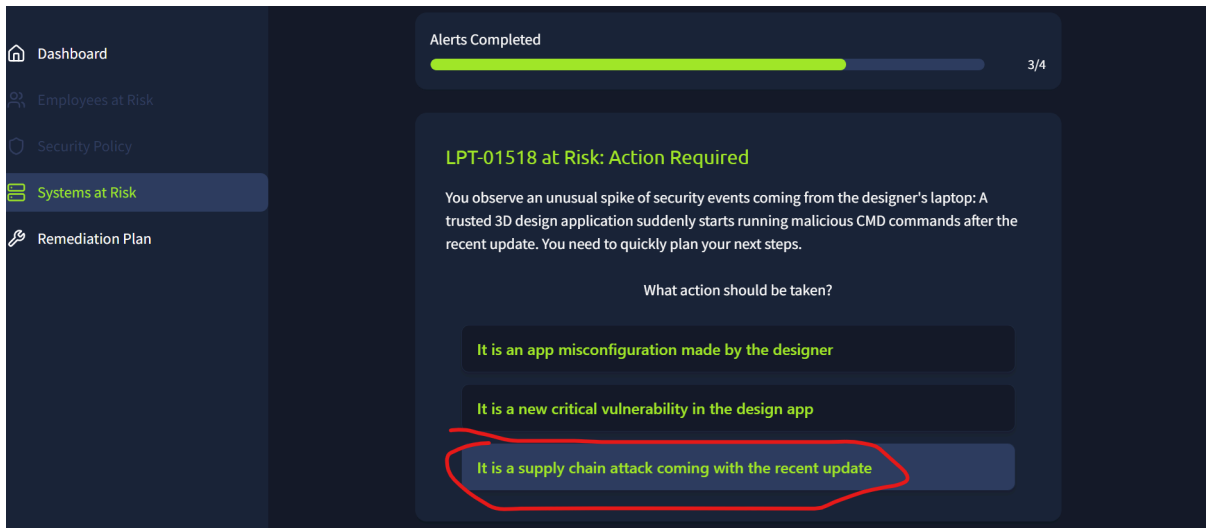 Dashboard
Employees at Risk
Security Policy
Systems at Risk
Remediation Plan
Alerts Completed
3/4
LPT-01518 at Risk: Action Required
You observe an unusual spike of security events coming from the designer's laptop: A
trusted 3D design application suddenly starts running malicious CMD commands after the
recent update. You need to quickly plan your next steps.
What action should be taken?
It is an app misconfiguration made by the designer
It is a new critical vulnerability in the design app
It is a supply chain attack coming with the recent update